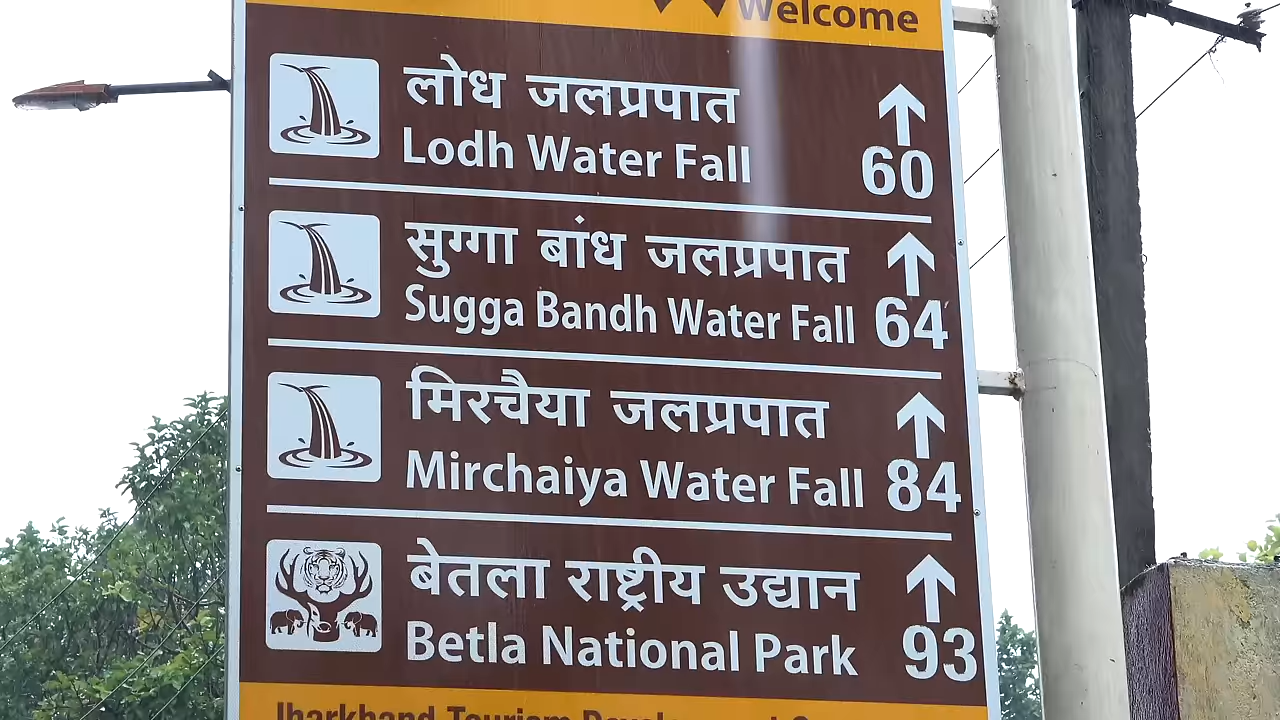 Welcome
लोध जलप्रपात
Lodh Water Fall
60
सुग्गा बांध जलप्रपात
Sugga Bandh Water Fall
64
मिरचैया जलप्रपात
Mirchaiya Water Fall
84
बेतला राष्ट्रीय उद्यान
Betla National Park
93
Jharkhand Tourism Development